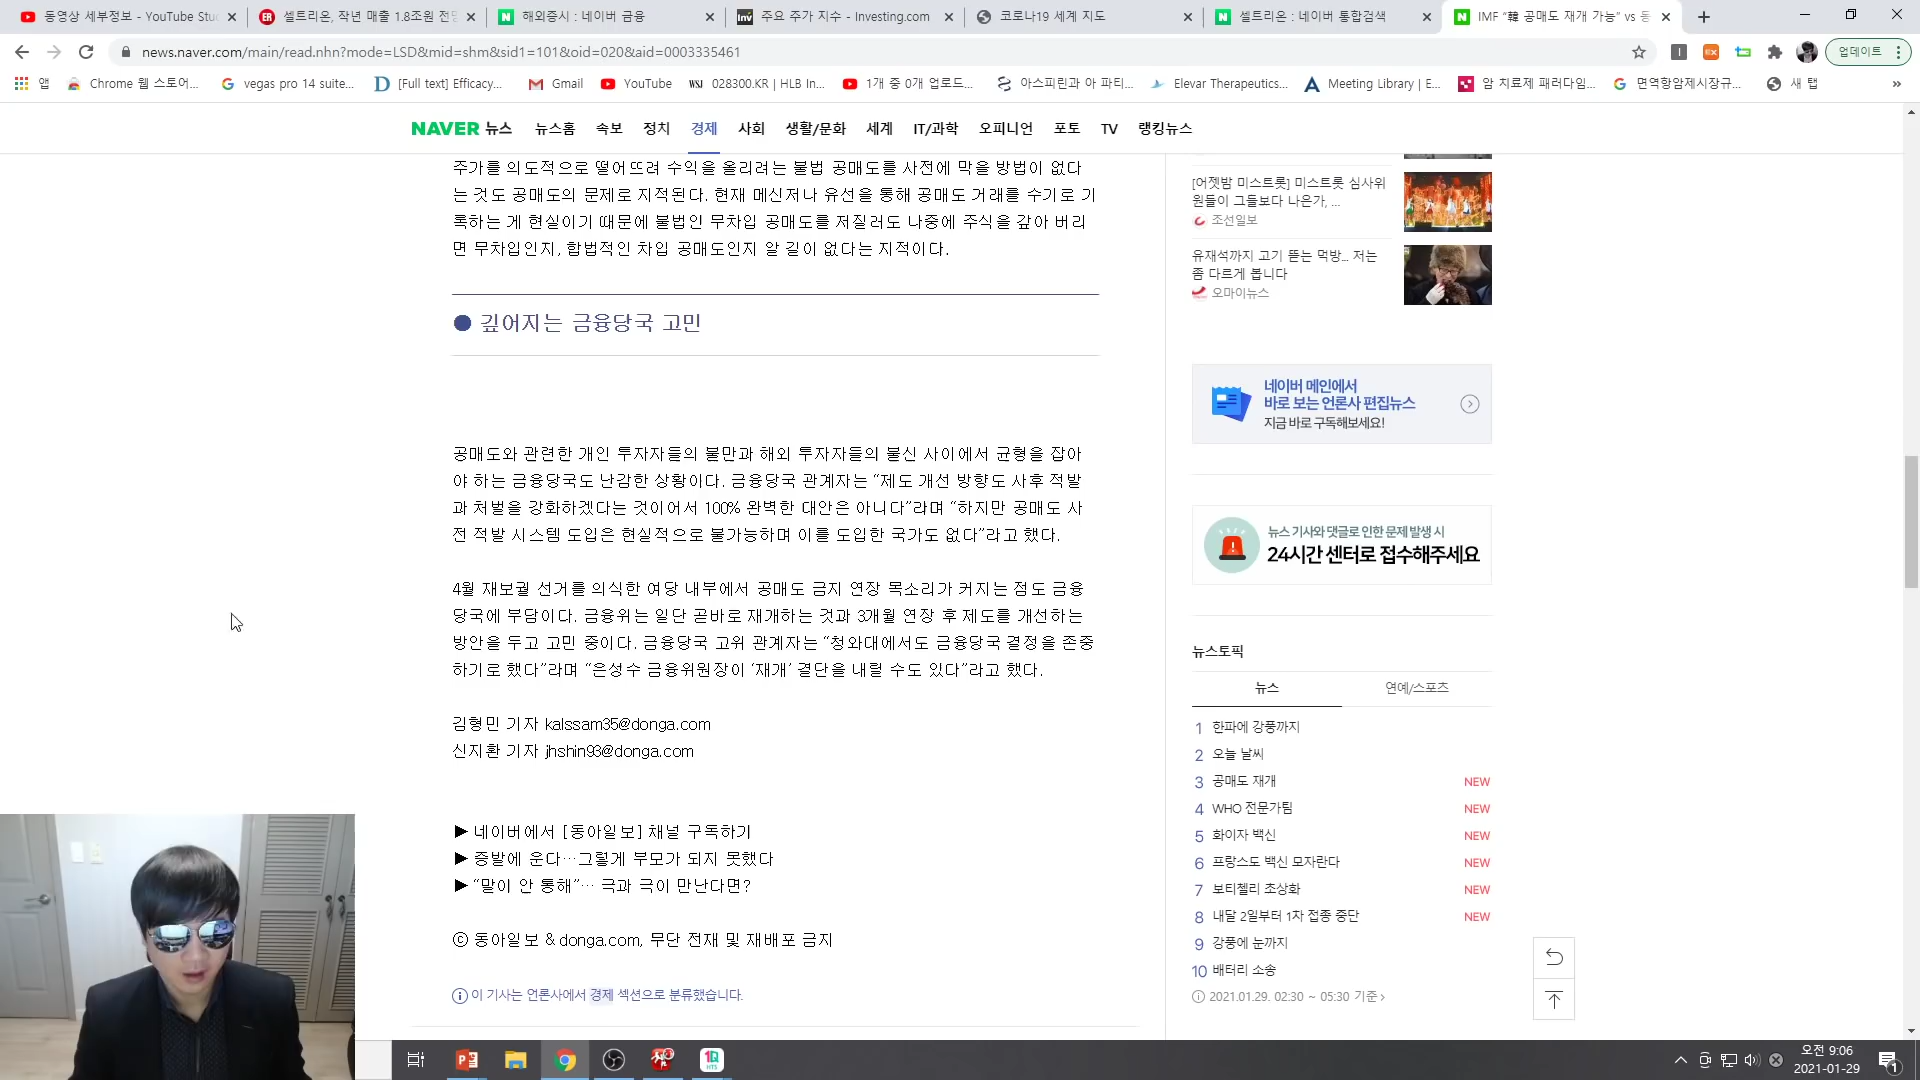 동영상 세부정보 - YouTube Stu
셀트리온, 작년 매출 1.8조원 전망
해외증시 : 네이버 금융
주요 주가 지수 - Investing.com
코로나19 세계 지도
셀트리온 : 네이버 통합검색
IMF “韓 공매도 재개 가능” vs 동
news.naver.com/main/read.nhn?mode=LSD&mid=shm&sid1=101&oid=020&aid=0003335461
업데이트
앱
Chrome 웹 스토어...
vegas pro 14 suite...
[Full text] Efficacy...
Gmail
YouTube
028300.KR | HLB In...
1개 중 0개 업로드...
아스피린과 아 파티...
Elevar Therapeutics...
Meeting Library | E...
암 치료제 패러다임...
면역항암제시장규...
새 탭
NAVER 뉴스 뉴스홈 속보 정치 경제 사회 생활/문화 세계 IT/과학 오피니언 포토 TV 랭킹뉴스
주가를 의도적으로 떨어뜨려 수익을 올리려는 불법 공매도를 사전에 막을 방법이 없다
는 것도 공매도의 문제로 지적된다. 현재 메신저나 유선을 통해 공매도 거래를 수기로 기
록하는 게 현실이기 때문에 불법인 무차입 공매도를 저질러도 나중에 주식을 갚아 버리
면 무차입인지, 합법적인 차입 공매도인지 알 길이 없다는 지적이다.
● 깊어지는 금융당국 고민
공매도와 관련한 개인 투자자들의 불만과 해외 투자자들의 불신 사이에서 균형을 잡아
야 하는 금융당국도 난감한 상황이다. 금융당국 관계자는 “제도 개선 방향도 사후 적발
과 처벌을 강화하겠다는 것이어서 100% 완벽한 대안은 아니다”라며 “하지만 공매도 사
전 적발 시스템 도입은 현실적으로 불가능하며 이를 도입한 국가도 없다”라고 했다.
4월 재보궐 선거를 의식한 여당 내부에서 공매도 금지 연장 목소리가 커지는 점도 금융
당국에 부담이다. 금융위는 일단 곧바로 재개하는 것과 3개월 연장 후 제도를 개선하는
방안을 두고 고민 중이다. 금융당국 고위 관계자는 “청와대에서도 금융당국 결정을 존중
하기로 했다”라며 “은성수 금융위원장이 ‘재개’ 결단을 내릴 수도 있다”라고 했다.
김형민 기자 kalssam35@donga.com
신지환 기자 jhshin93@donga.com
▶ 네이버에서 [동아일보] 채널 구독하기
▶ 증발에 운다…그렇게 부모가 되지 못했다
▶ “말이 안 통해”… 극과 극이 만난다면?
ⓒ 동아일보 & donga.com, 무단 전재 및 재배포 금지
이 기사는 언론사에서 경제 섹션으로 분류했습니다.
[어젯밤 미스트롯] 미스트롯 심사위
원들이 그들보다 나은가, ...
조선일보
유재석까지 고기 뜯는 먹방... 저는
좀 다르게 봅니다
오마이뉴스
네이버 메인에서
바로 보는 언론사 편집뉴스
지금 바로 구독해보세요!
뉴스 기사와 댓글로 인한 문제 발생 시
24시간 센터로 접수해주세요
뉴스토픽
뉴스 연예/스포츠
1 한파에 강풍까지
2 오늘 날씨
3 공매도 재개 NEW
4 WHO 전문가팀 NEW
5 화이자 백신 NEW
6 프랑스도 백신 모자란다 NEW
7 보티첼리 초상화 NEW
8 내달 2일부터 1차 접종 중단 NEW
9 강풍에 눈까지
10 배터리 소송
2021.01.29. 02:30 ~ 05:30 기준
오전 9:06
2021-01-29